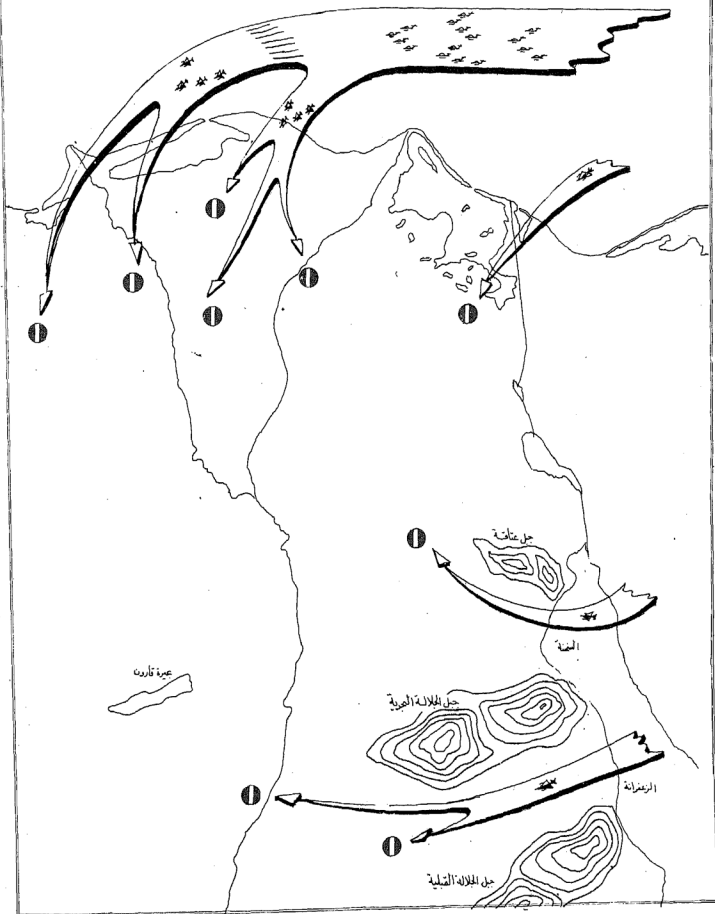 جبل عتاقة
السخنة
بحيرة قارون
جبل الجلالة البحرية
الزعفرانة
جبل الجلالة القبلية